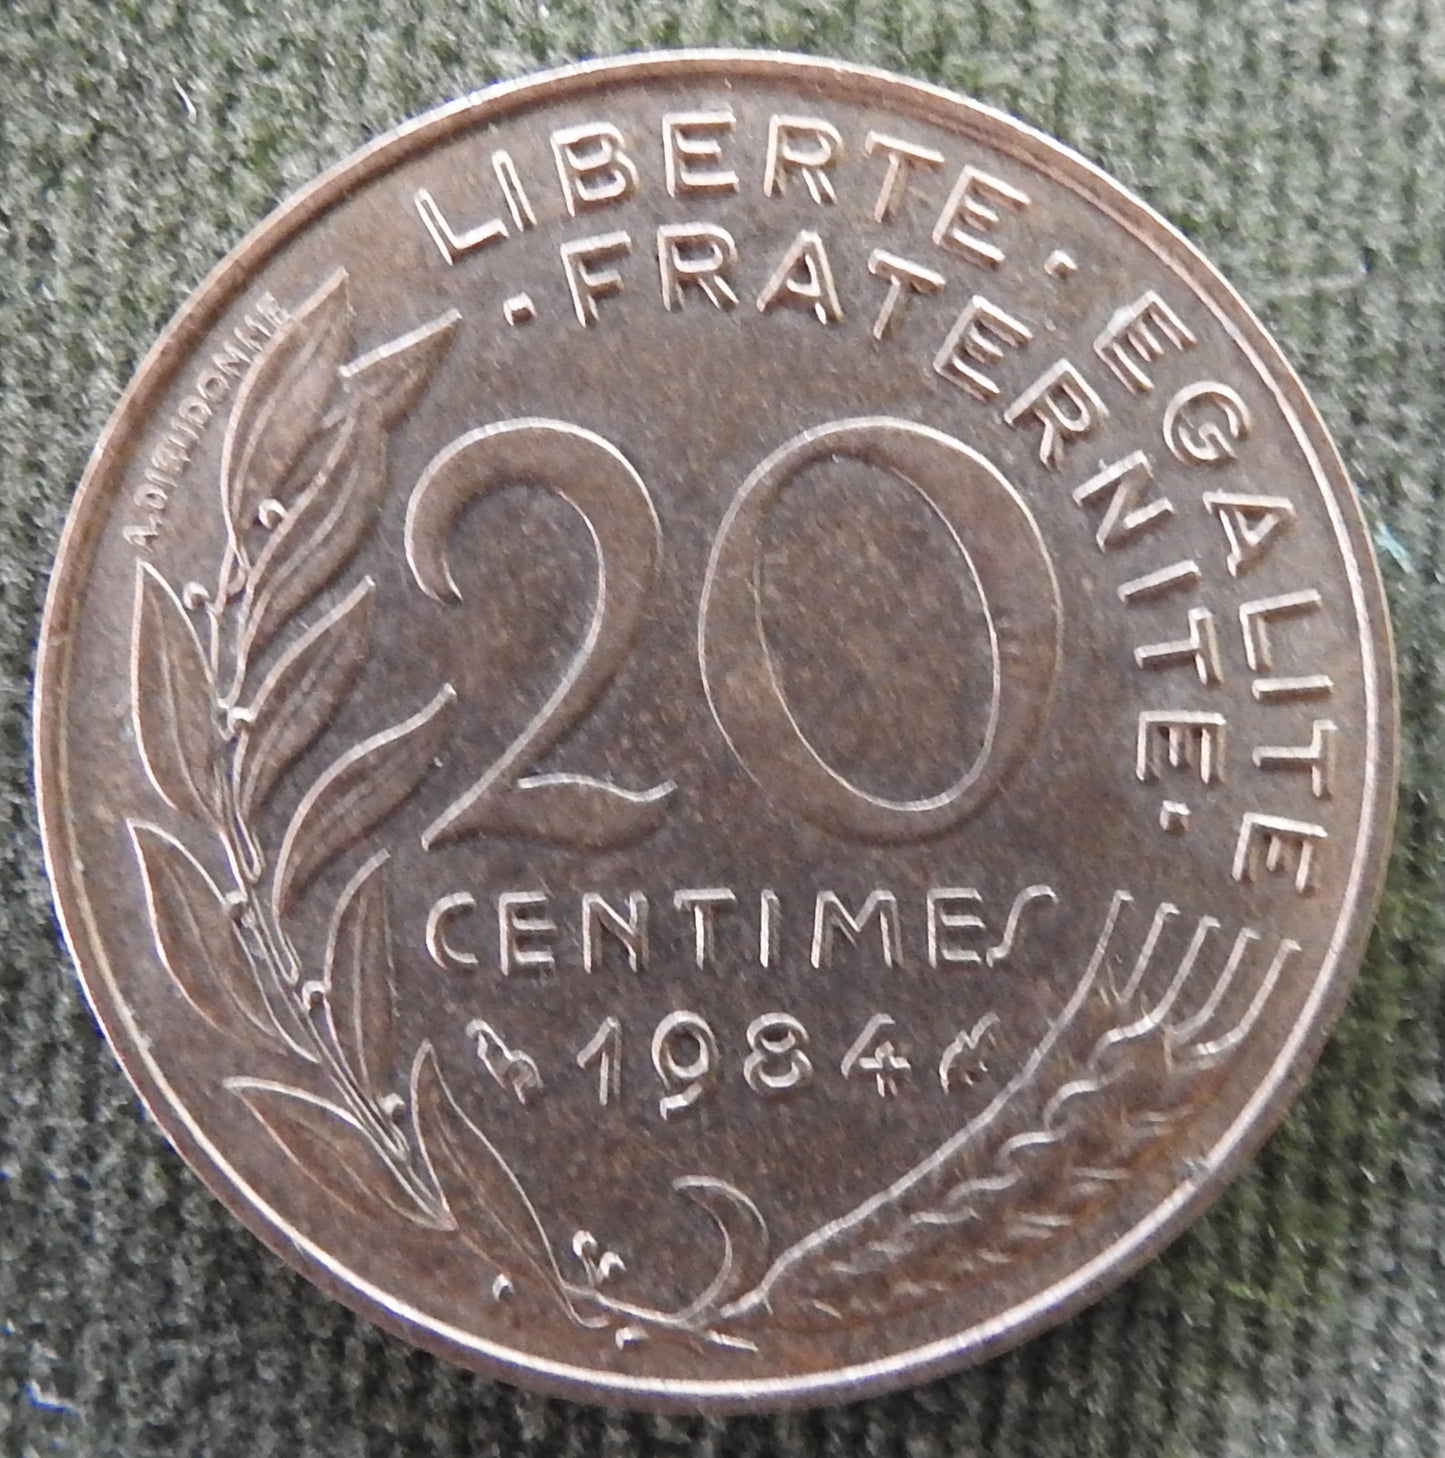 LIBERTE · EGALITE
· FRATERNITE ·
A.DIEUDONNE
20
CENTIMES
1984